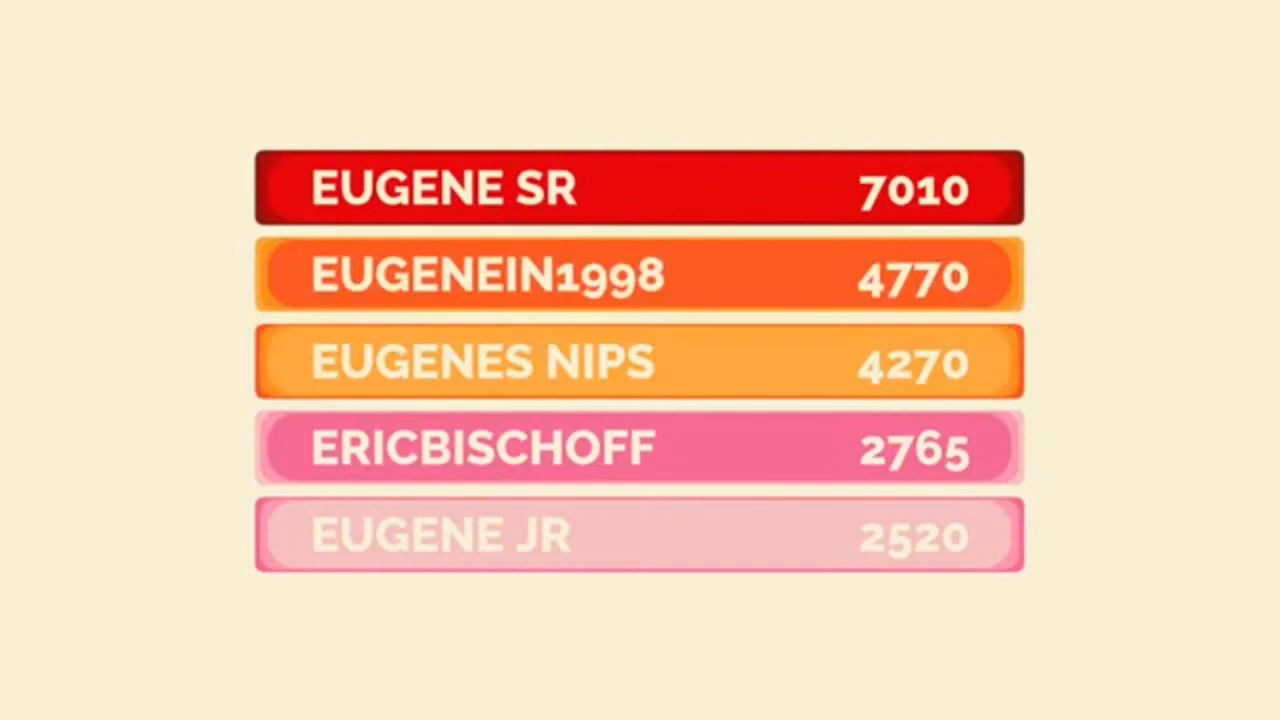 EUGENE SR 7010
EUGENEIN1998 4770
EUGENES NIPS 4270
ERICBISCHOFF 2765
EUGENE JR 2520